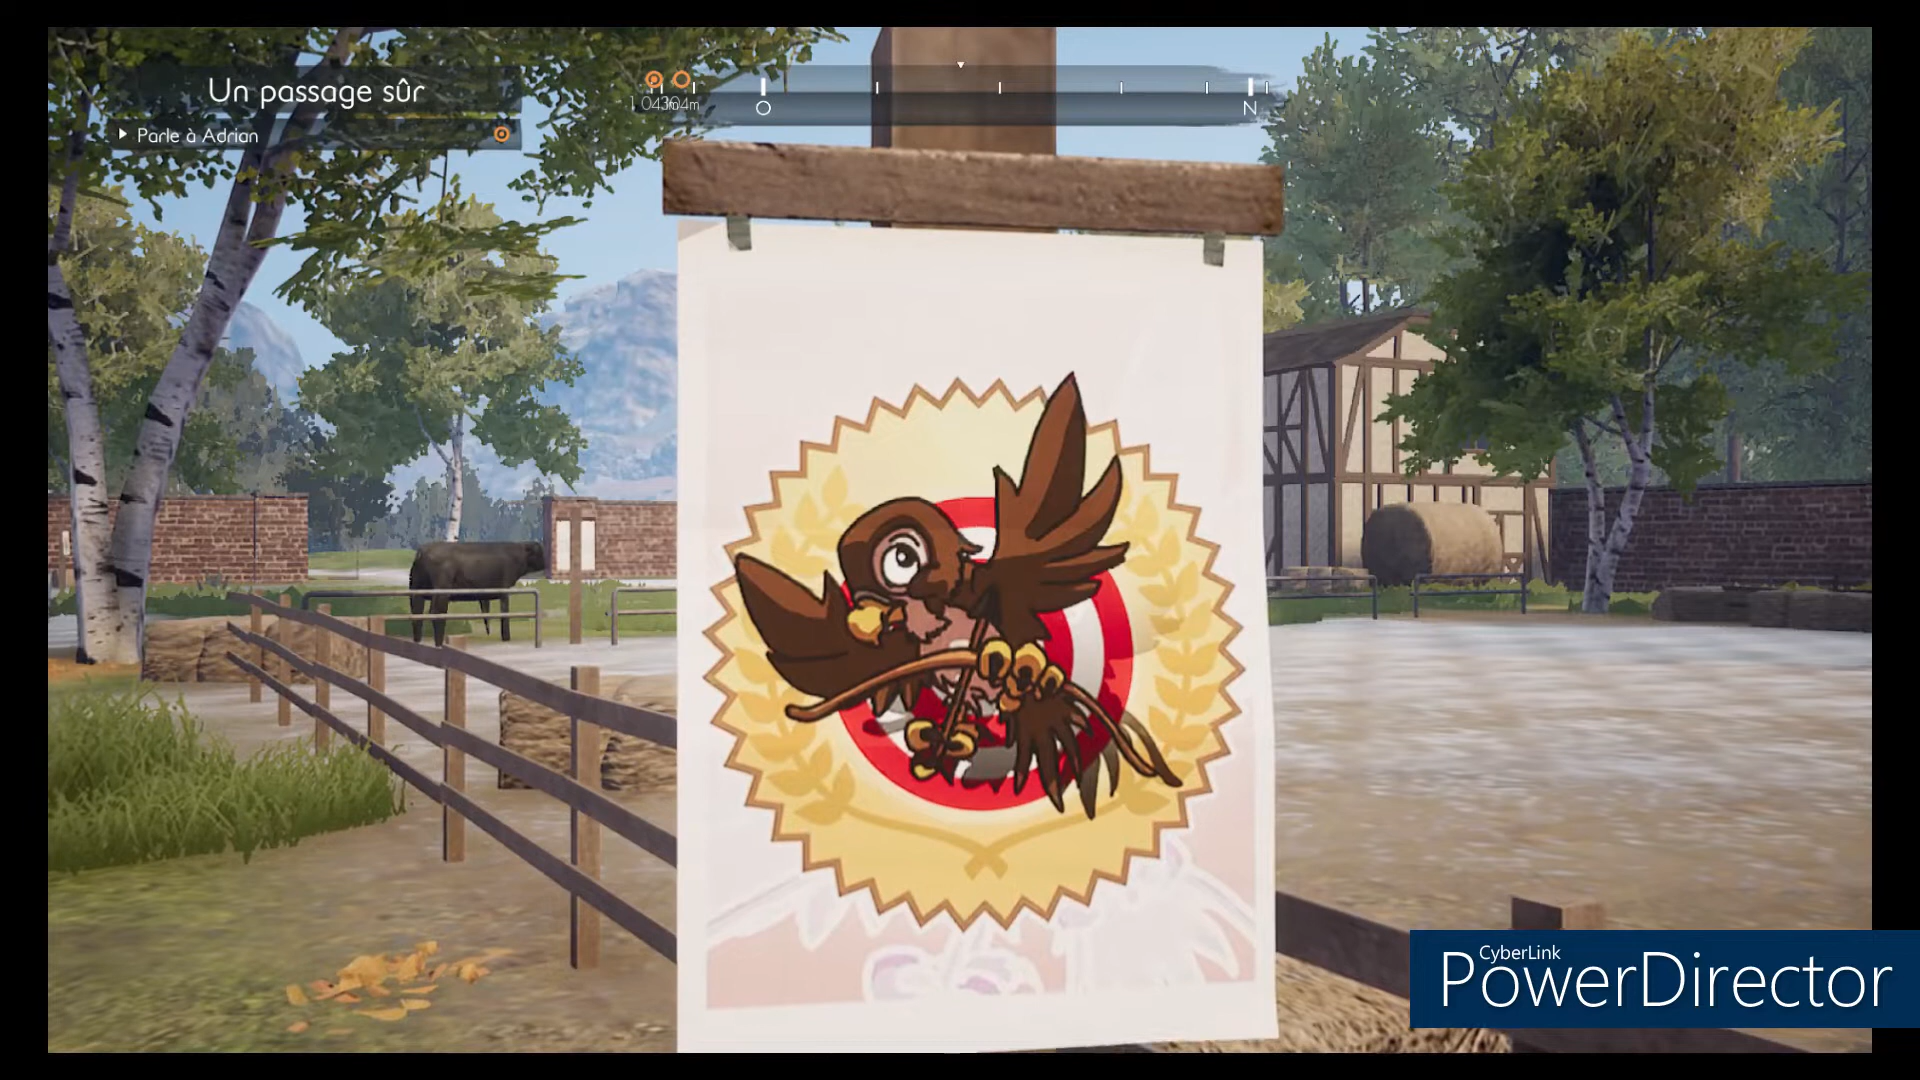 Un passage sûr
Parle à Adrian
O
N
CyberLink
PowerDirector